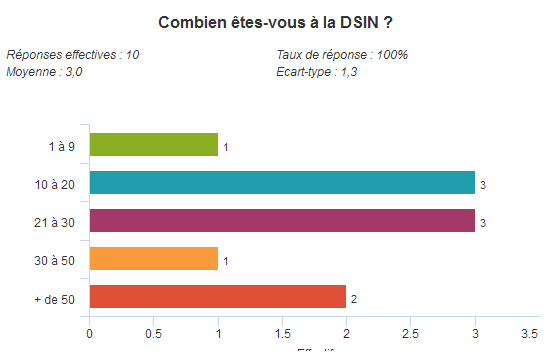 Combien êtes-vous à la DSIN ?
Réponses effectives : 10
Taux de réponse : 100%
Moyenne : 3,0
Ecart-type : 1,3
1 à 9
1
10 à 20
3
21 à 30
3
30 à 50
1
+ de 50
2
0 0.5 1 1.5 2 2.5 3 3.5